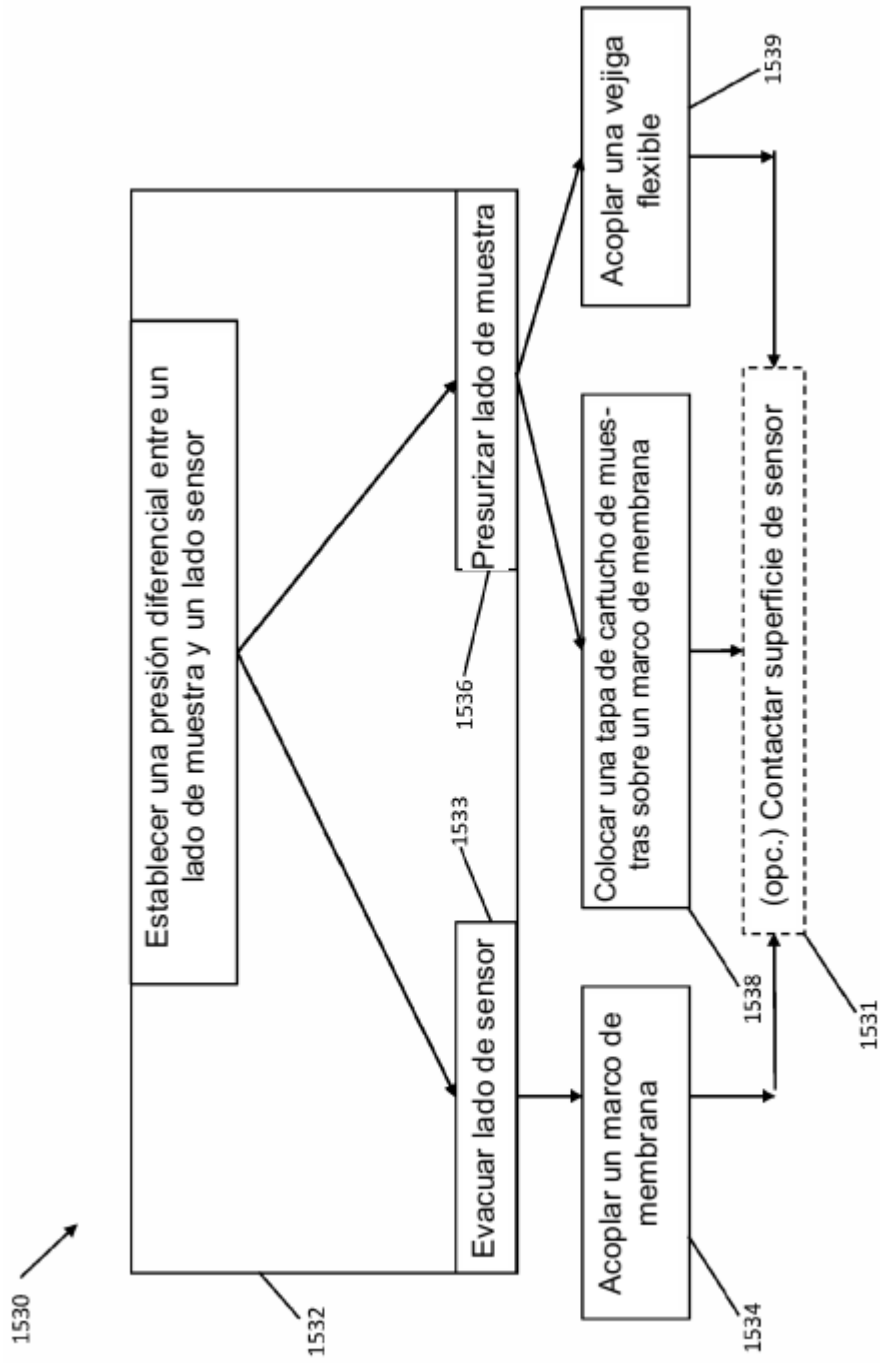 1530
1532
Establecer una presión diferencial entre un
lado de muestra y un lado sensor
1533
Evacuar lado de sensor
1536
Presurizar lado de muestra
Acoplar un marco de
membrana
1534
Colocar una tapa de cartucho de mues-
tras sobre un marco de membrana
1538
Acoplar una vejiga
flexible
1539
(opc.) Contactar superficie de sensor
1531